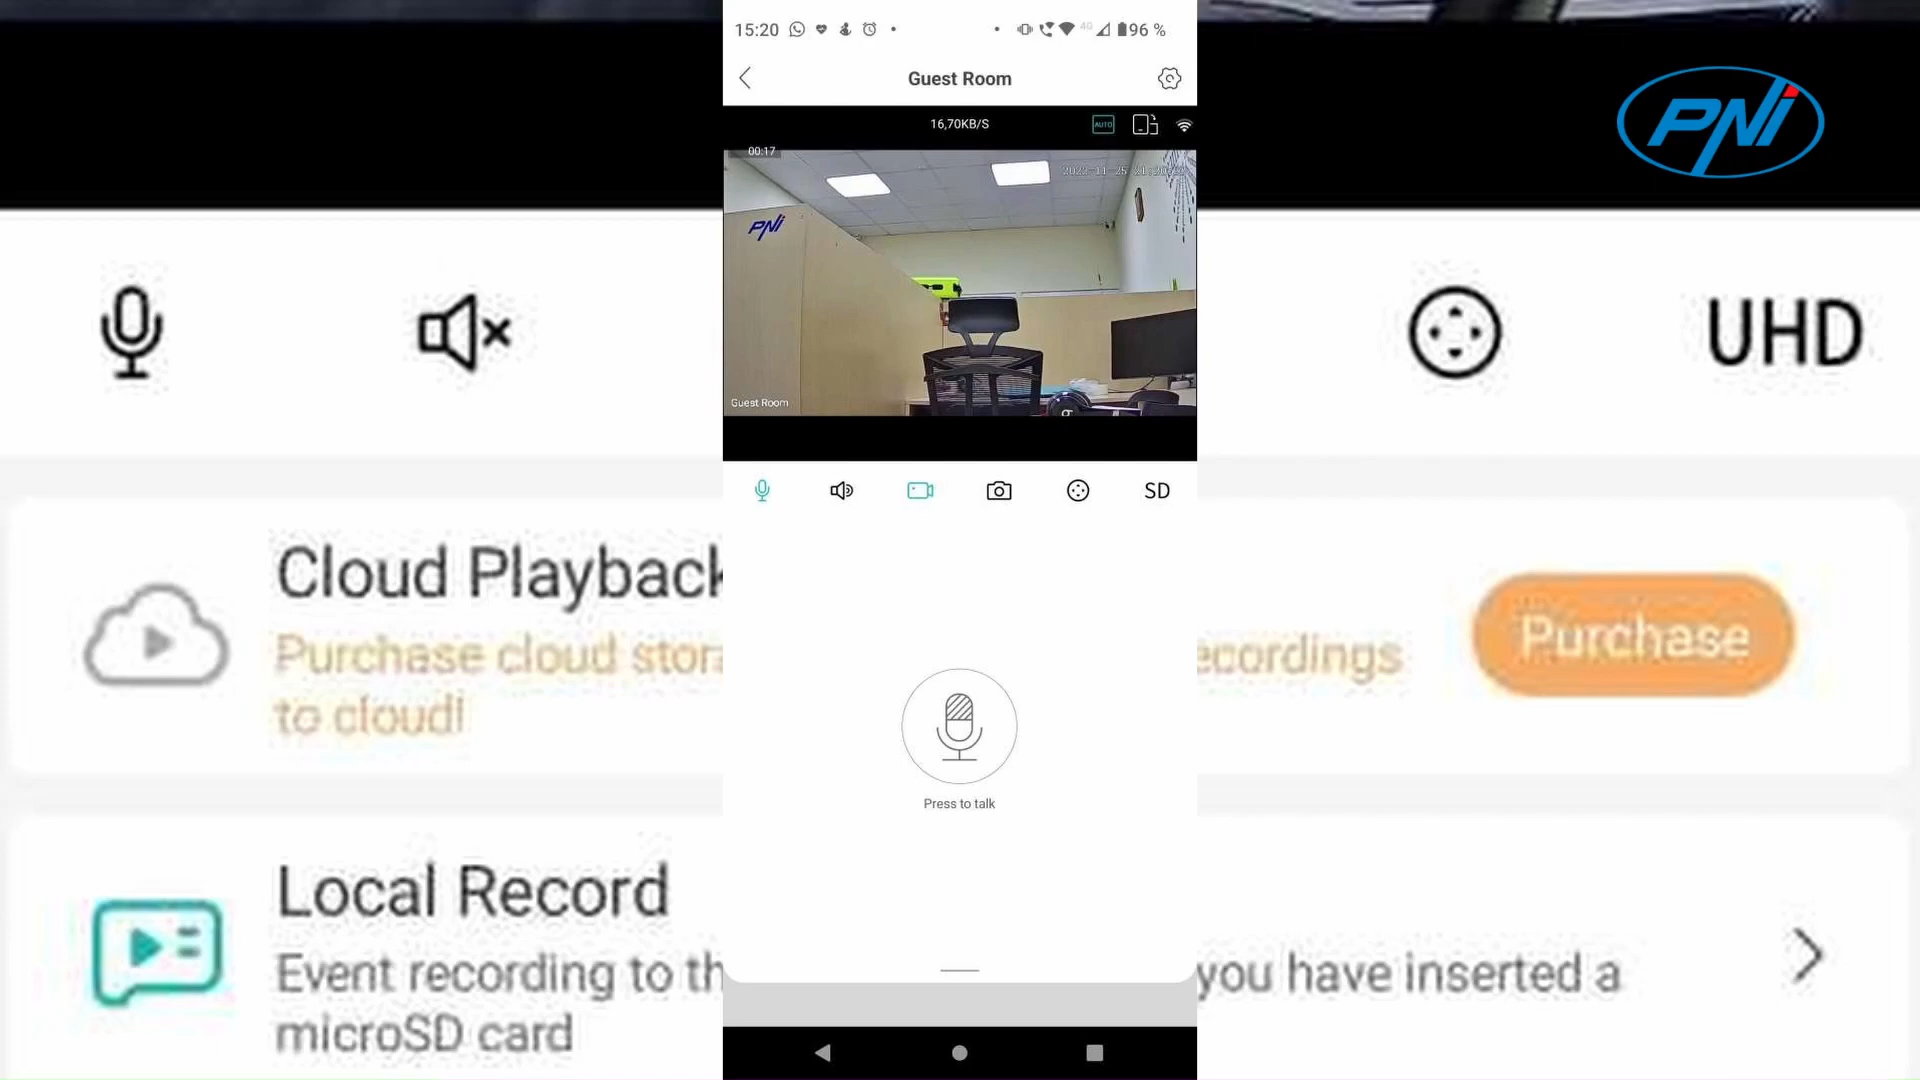 15:20
4G
96 %
Guest Room
16,70KB/S
AUTO
PNI
00:17
PNI
Guest Room
UHD
SD
Cloud Playback
Purchase cloud stor
ecordings
to cloud!
Purchase
Press to talk
Local Record
Event recording to th
you have inserted a
microSD card